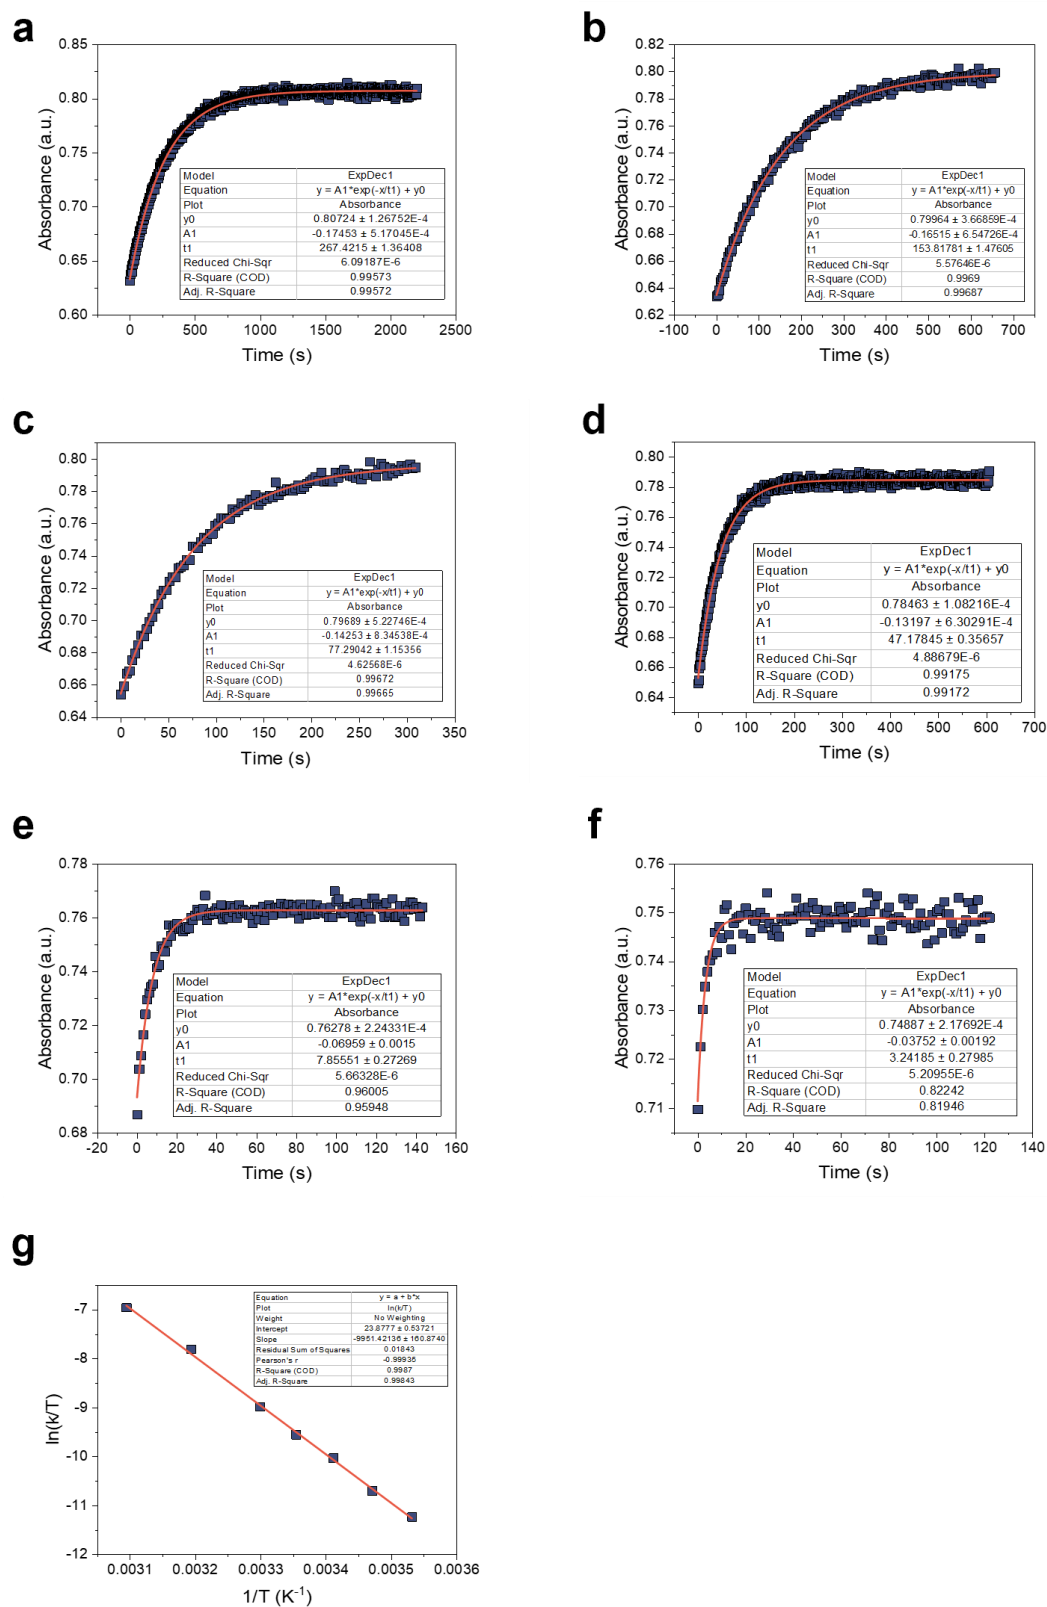 a
0.85
0.80
0.75
0.70
0.65
0.60
Absorbance (a.u.)
Model ExpDec1
Equation y = A1*exp(-x/t1) + y0
Plot Absorbance
y0 0.80724 ± 1.26752E-4
A1 -0.17453 ± 5.17045E-4
t1 267.4215 ± 1.36408
Reduced Chi-Sqr 6.09187E-6
R-Square (COD) 0.99573
Adj. R-Square 0.99572
0 500 1000 1500 2000 2500
Time (s)
b
0.82
0.80
0.78
0.76
0.74
0.72
0.70
0.68
0.66
0.64
0.62
Absorbance (a.u.)
Model ExpDec1
Equation y = A1*exp(-x/t1) + y0
Plot Absorbance
y0 0.79964 ± 3.66859E-4
A1 -0.16515 ± 6.54726E-4
t1 153.81781 ± 1.47605
Reduced Chi-Sqr 5.57646E-6
R-Square (COD) 0.9969
Adj. R-Square 0.99687
-100 0 100 200 300 400 500 600 700
Time (s)
c
0.80
0.78
0.76
0.74
0.72
0.70
0.68
0.66
0.64
Absorbance (a.u.)
Model ExpDec1
Equation y = A1*exp(-x/t1) + y0
Plot Absorbance
y0 0.79689 ± 5.22746E-4
A1 -0.14253 ± 8.34538E-4
t1 77.29042 ± 1.15356
Reduced Chi-Sqr 4.62568E-6
R-Square (COD) 0.99672
Adj. R-Square 0.99665
0 50 100 150 200 250 300 350
Time (s)
d
0.80
0.78
0.76
0.74
0.72
0.70
0.68
0.66
0.64
Absorbance (a.u.)
Model ExpDec1
Equation y = A1*exp(-x/t1) + y0
Plot Absorbance
y0 0.78463 ± 1.08216E-4
A1 -0.13197 ± 6.30291E-4
t1 47.17845 ± 0.35657
Reduced Chi-Sqr 4.88679E-6
R-Square (COD) 0.99175
Adj. R-Square 0.99172
0 100 200 300 400 500 600 700
Time (s)
e
0.78
0.76
0.74
0.72
0.70
0.68
Absorbance (a.u.)
Model ExpDec1
Equation y = A1*exp(-x/t1) + y0
Plot Absorbance
y0 0.76278 ± 2.24331E-4
A1 -0.06959 ± 0.0015
t1 7.85551 ± 0.27269
Reduced Chi-Sqr 5.66328E-6
R-Square (COD) 0.96005
Adj. R-Square 0.95948
-20 0 20 40 60 80 100 120 140 160
Time (s)
f
0.76
0.75
0.74
0.73
0.72
0.71
Absorbance (a.u.)
Model ExpDec1
Equation y = A1*exp(-x/t1) + y0
Plot Absorbance
y0 0.74887 ± 2.17692E-4
A1 -0.03752 ± 0.00192
t1 3.24185 ± 0.27985
Reduced Chi-Sqr 5.20955E-6
R-Square (COD) 0.82242
Adj. R-Square 0.81946
0 20 40 60 80 100 120 140
Time (s)
g
-7
-8
-9
-10
-11
-12
ln(k/T)
Equation y = a + b*x
Plot ln(k/T)
Weight No Weighting
Intercept 23.8777 ± 0.53721
Slope -9951.42136 ± 160.8740
Residual Sum of Squares 0.01843
Pearson's r -0.99935
R-Square (COD) 0.9987
Adj. R-Square 0.99843
0.0031 0.0032 0.0033 0.0034 0.0035 0.0036
1/T (K⁻¹)